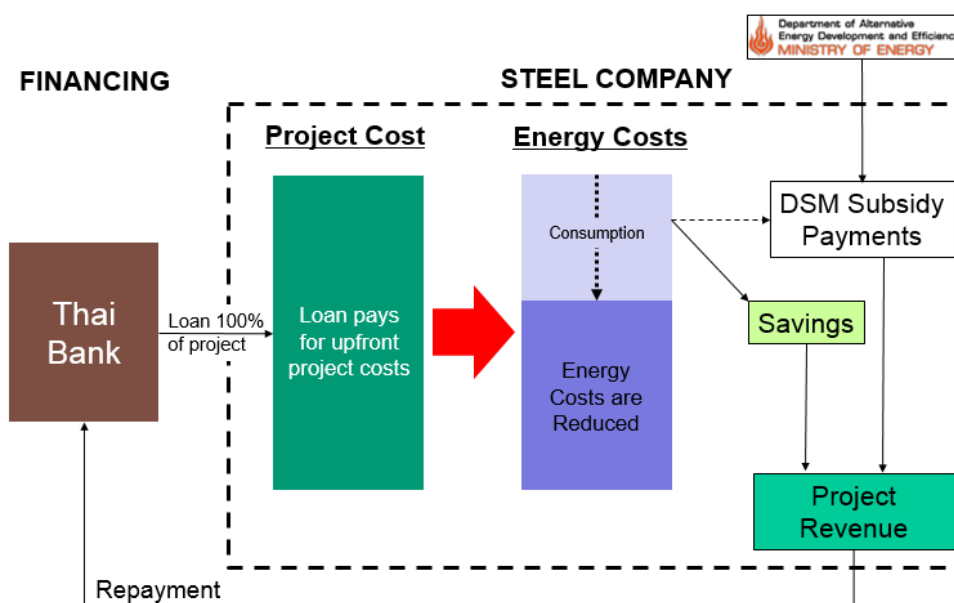 Department of Alternative
Energy Development and Efficienc
MINISTRY OF ENERGY
FINANCING
STEEL COMPANY
Project Cost
Energy Costs
Consumption
DSM Subsidy
Payments
Thai
Bank
Loan 100%
of project
Loan pays
for upfront
project costs
Savings
Energy
Costs are
Reduced
Project
Revenue
Repayment